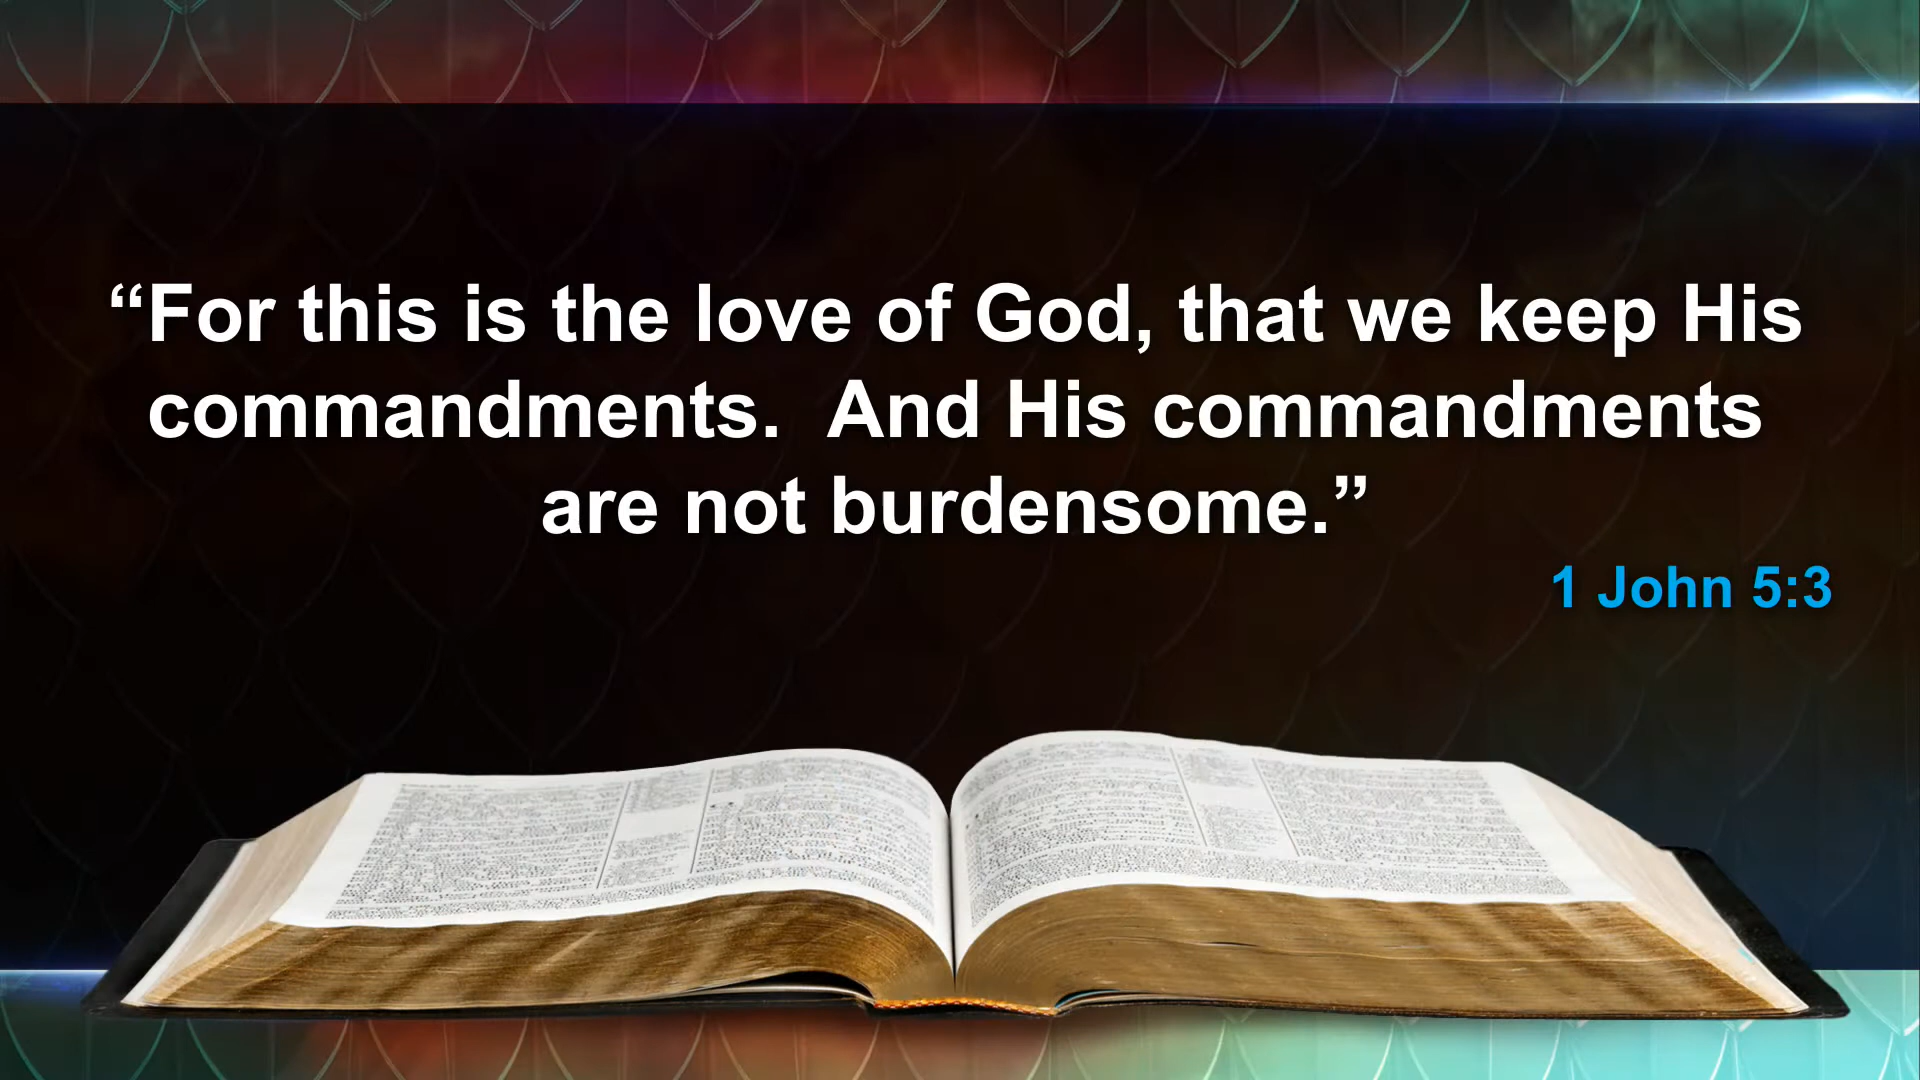 “For this is the love of God, that we keep His
commandments.  And His commandments
are not burdensome.”
1 John 5:3